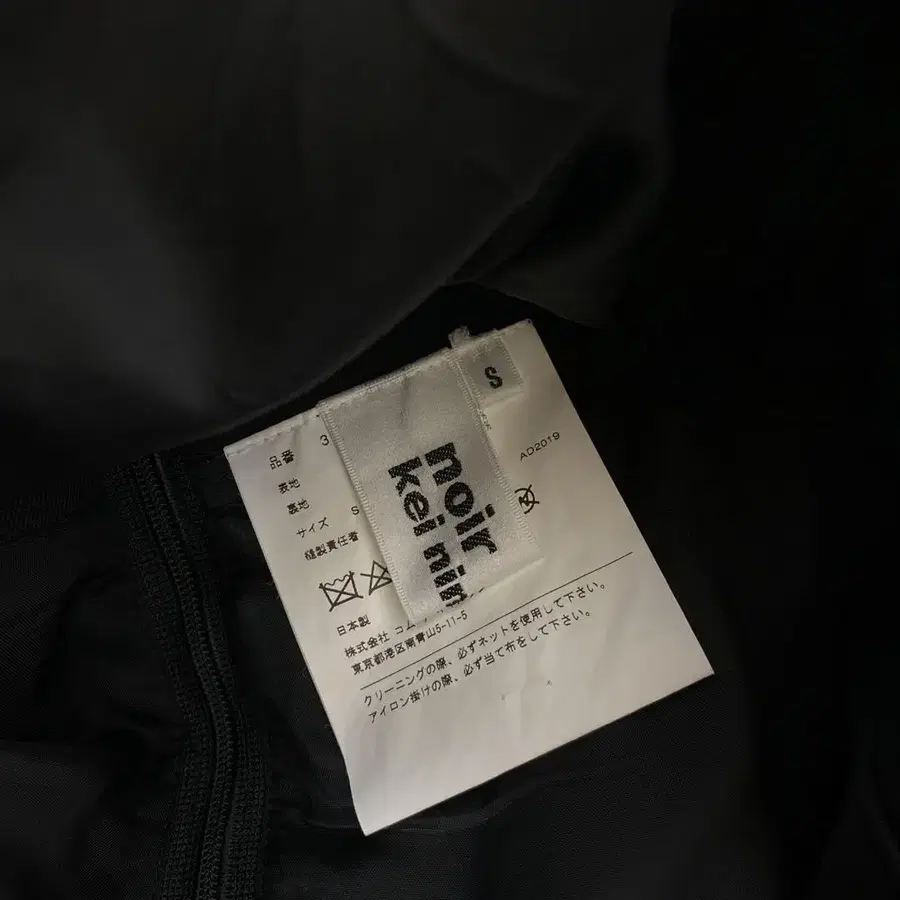 S
noir
kei nin
品番 3
AD2019
表地
裏地
サイズ S
縫製責任者
日本製
株式会社 コム
東京都港区南青山5-11-5
クリーニングの際、必ずネットを使用して下さい。
アイロン掛けの際、必ず当て布をして下さい。